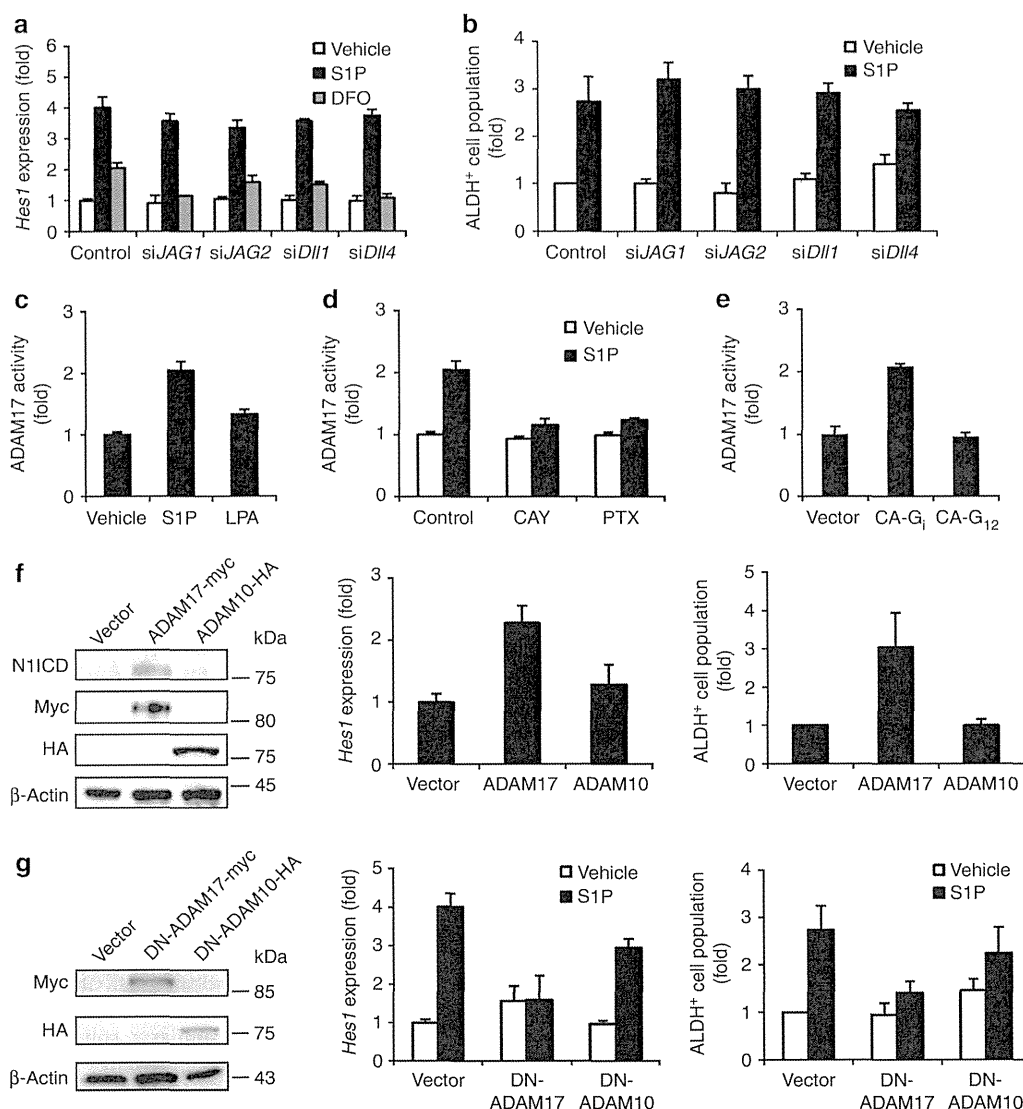 a
Hes1 expression (fold)
6
5
4
3
2
1
0
Vehicle
S1P
DFO
Control siJAG1 siJAG2 siDll1 siDll4
b
ALDH+ cell population
(fold)
4
3
2
1
0
Vehicle
S1P
Control siJAG1 siJAG2 siDll1 siDll4
c
ADAM17 activity
(fold)
3
2
1
0
Vehicle S1P LPA
d
ADAM17 activity
(fold)
3
2
1
0
Vehicle
S1P
Control CAY PTX
e
ADAM17 activity
(fold)
3
2
1
0
Vector CA-Gi CA-G12
f
Vector
ADAM17-myc
ADAM10-HA
kDa
N1ICD
75
Myc
80
HA
75
β-Actin
45
Hes1 expression (fold)
3
2
1
0
Vector ADAM17 ADAM10
ALDH+ cell population
(fold)
5
4
3
2
1
0
Vector ADAM17 ADAM10
g
Vector
DN-ADAM17-myc
DN-ADAM10-HA
kDa
Myc
85
HA
75
β-Actin
43
Hes1 expression (fold)
5
4
3
2
1
0
Vehicle
S1P
Vector DN- DN-
ADAM17 ADAM10
ALDH+ cell population
(fold)
4
3
2
1
0
Vehicle
S1P
Vector DN- DN-
ADAM17 ADAM10